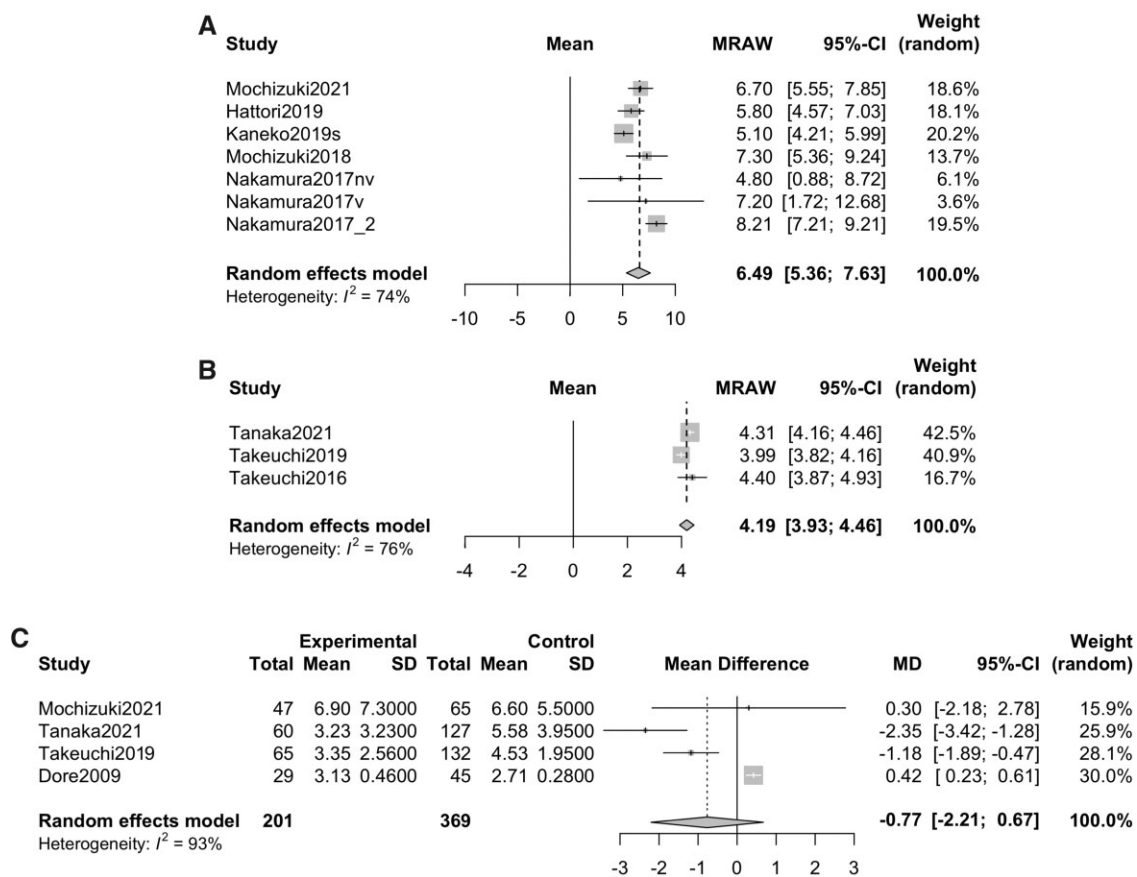 A
Weight
Study Mean MRAW 95%-CI (random)
Mochizuki2021 6.70 [5.55; 7.85] 18.6%
Hattori2019 5.80 [4.57; 7.03] 18.1%
Kaneko2019s 5.10 [4.21; 5.99] 20.2%
Mochizuki2018 7.30 [5.36; 9.24] 13.7%
Nakamura2017nv 4.80 [0.88; 8.72] 6.1%
Nakamura2017v 7.20 [1.72; 12.68] 3.6%
Nakamura2017_2 8.21 [7.21; 9.21] 19.5%
Random effects model 6.49 [5.36; 7.63] 100.0%
Heterogeneity: I² = 74%
-10 -5 0 5 10
B
Weight
Study Mean MRAW 95%-CI (random)
Tanaka2021 4.31 [4.16; 4.46] 42.5%
Takeuchi2019 3.99 [3.82; 4.16] 40.9%
Takeuchi2016 4.40 [3.87; 4.93] 16.7%
Random effects model 4.19 [3.93; 4.46] 100.0%
Heterogeneity: I² = 76%
-4 -2 0 2 4
C
Experimental Control Weight
Study Total Mean SD Total Mean SD Mean Difference MD 95%-CI (random)
Mochizuki2021 47 6.90 7.3000 65 6.60 5.5000 0.30 [-2.18; 2.78] 15.9%
Tanaka2021 60 3.23 3.2300 127 5.58 3.9500 -2.35 [-3.42; -1.28] 25.9%
Takeuchi2019 65 3.35 2.5600 132 4.53 1.9500 -1.18 [-1.89; -0.47] 28.1%
Dore2009 29 3.13 0.4600 45 2.71 0.2800 0.42 [ 0.23; 0.61] 30.0%
Random effects model 201 369 -0.77 [-2.21; 0.67] 100.0%
Heterogeneity: I² = 93%
-3 -2 -1 0 1 2 3